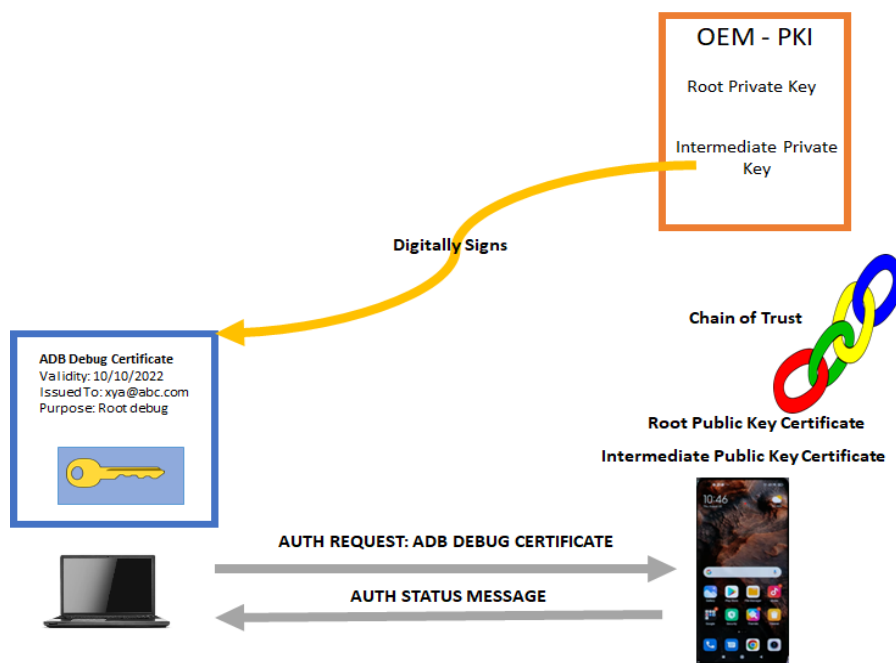 OEM - PKI
Root Private Key
Intermediate Private
Key
Digitally Signs
Chain of Trust
ADB Debug Certificate
Validity: 10/10/2022
Issued To: xya@abc.com
Purpose: Root debug
Root Public Key Certificate
Intermediate Public Key Certificate
10:46
AUTH REQUEST: ADB DEBUG CERTIFICATE
AUTH STATUS MESSAGE